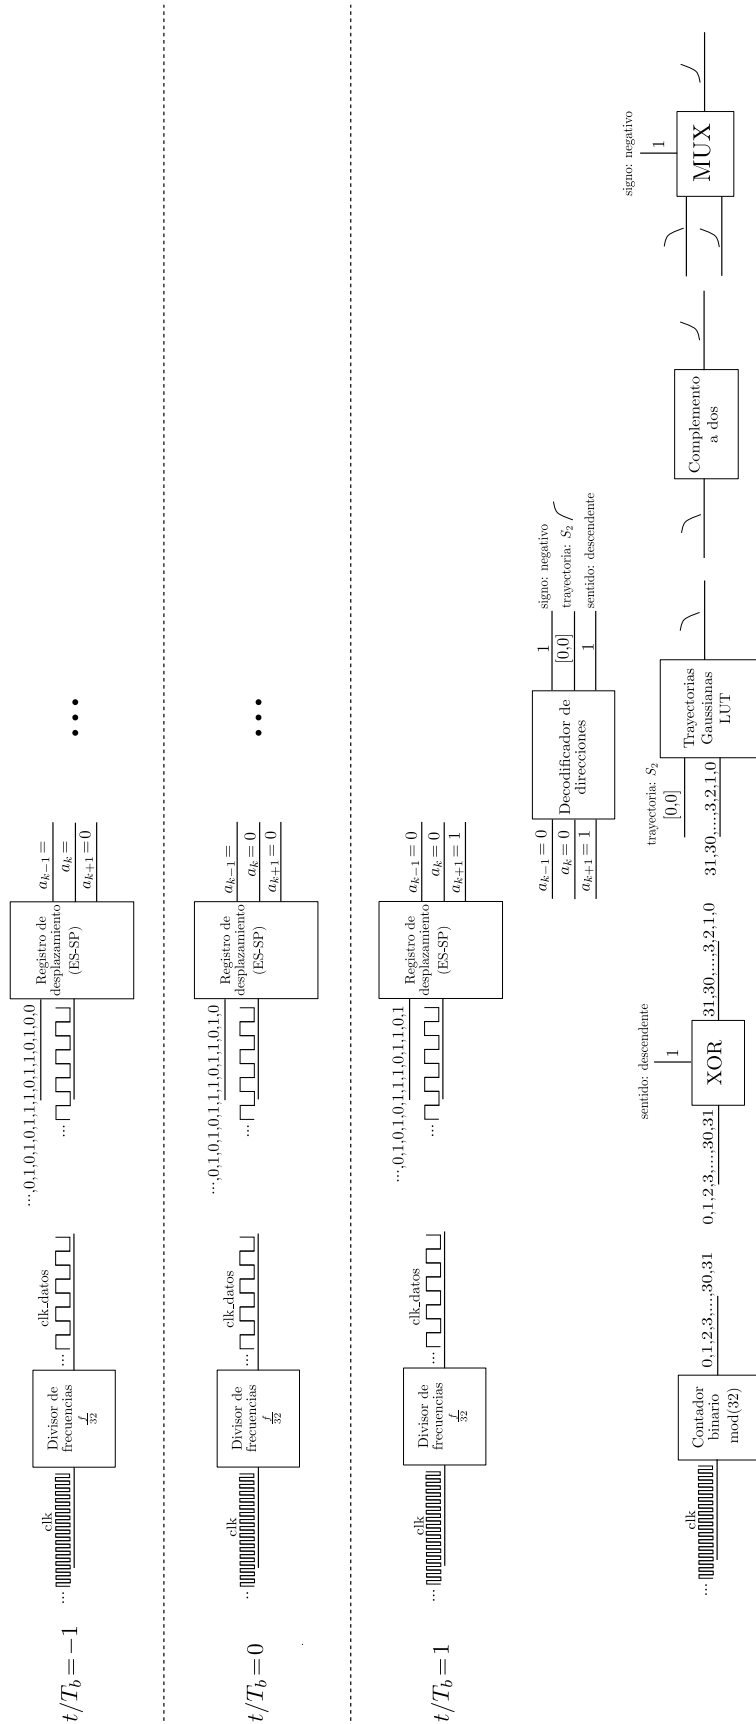 t/T_b=−1
...
clk
Divisor de
frecuencias
f/32
...
clk_datos
...,0,1,0,1,0,1,1,1,0,1,1,0,1,0,0
...
Registro de
desplazamiento
(ES-SP)
a_{k−1} =
a_k =
a_{k+1} = 0
...
t/T_b=0
...
clk
Divisor de
frecuencias
f/32
...
clk_datos
...,0,1,0,1,0,1,0,1,1,1,0,1,1,0,1,0
...
Registro de
desplazamiento
(ES-SP)
a_{k−1} =
a_k = 0
a_{k+1} = 0
...
t/T_b=1
...
clk
Divisor de
frecuencias
f/32
...
clk_datos
...,0,1,0,1,0,1,0,1,1,1,0,1,1,0,1
...
Registro de
desplazamiento
(ES-SP)
a_{k−1} = 0
a_k = 0
a_{k+1} = 1
a_{k−1} = 0
a_k = 0
a_{k+1} = 1
Decodificador de
direcciones
1
[0,0]
1
signo: negativo
trayectoria: S_2
sentido: descendente
...
clk
Contador
binario
mod(32)
0,1,2,3,...,30,31
0,1,2,3,...,30,31
sentido: descendente
1
XOR
31,30,...,3,2,1,0
trayectoria: S_2
[0,0]
31,30,...,3,2,1,0
Trayectorias
Gaussianas
LUT
Complemento
a dos
signo: negativo
1
MUX